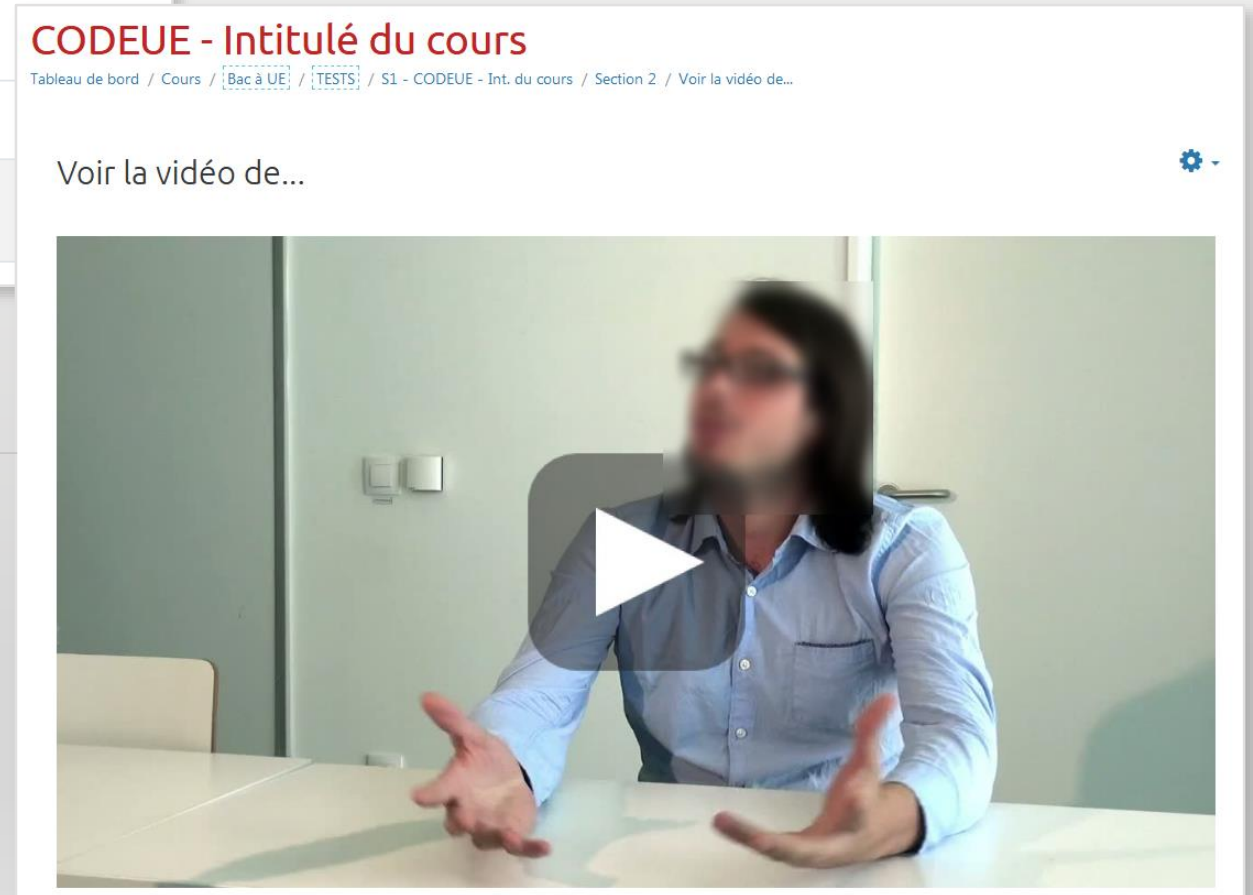 CODEUE - Intitulé du cours
Tableau de bord / Cours / Bac à UE / TESTS / S1 - CODEUE - Int. du cours / Section 2 / Voir la vidéo de...
Voir la vidéo de...